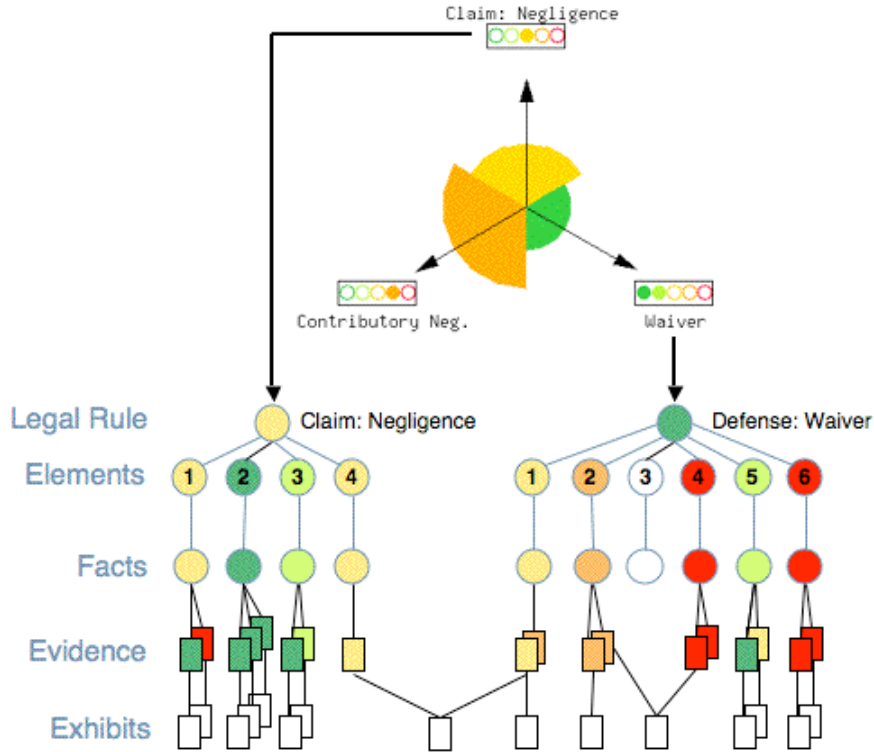 Claim: Negligence
Contributory Neg.
Waiver
Legal Rule
Claim: Negligence
Defense: Waiver
Elements
1 2 3 4 1 2 3 4 5 6
Facts
Evidence
Exhibits